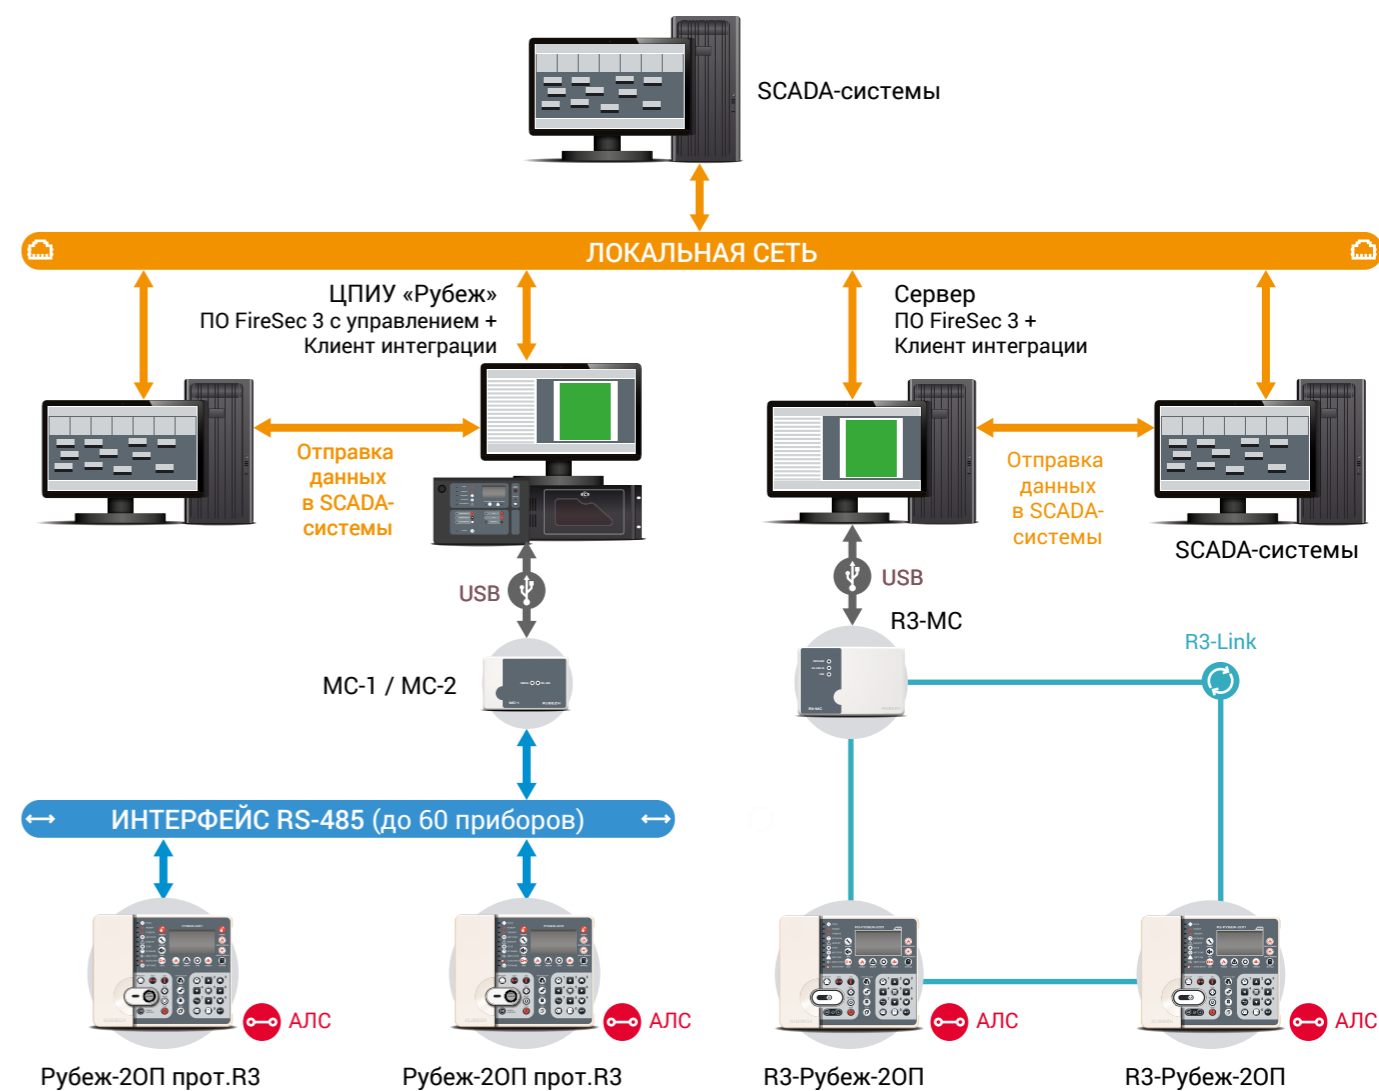 SCADA-системы
ЛОКАЛЬНАЯ СЕТЬ
ЦПИУ «Рубеж»
ПО FireSec 3 с управлением +
Клиент интеграции
Сервер
ПО FireSec 3 +
Клиент интеграции
Отправка
данных
в SCADA-
системы
Отправка
данных
в SCADA-
системы
SCADA-системы
USB
USB
R3-МС
R3-Link
МС-1 / МС-2
ИНТЕРФЕЙС RS-485 (до 60 приборов)
АЛС
АЛС
АЛС
АЛС
Рубеж-2ОП прот.R3
Рубеж-2ОП прот.R3
R3-Рубеж-2ОП
R3-Рубеж-2ОП